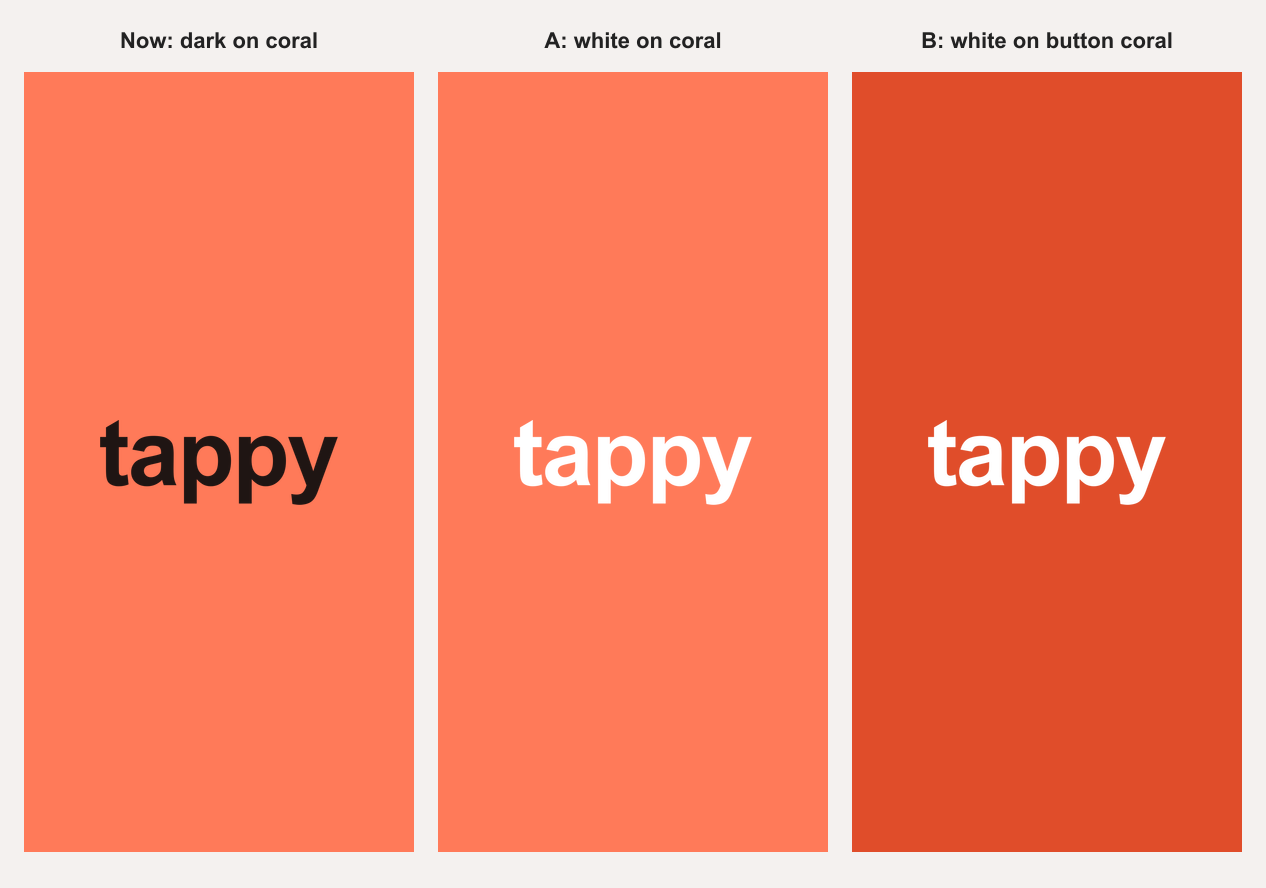 Now: dark on coral
A: white on coral
B: white on button coral
tappy
tappy
tappy